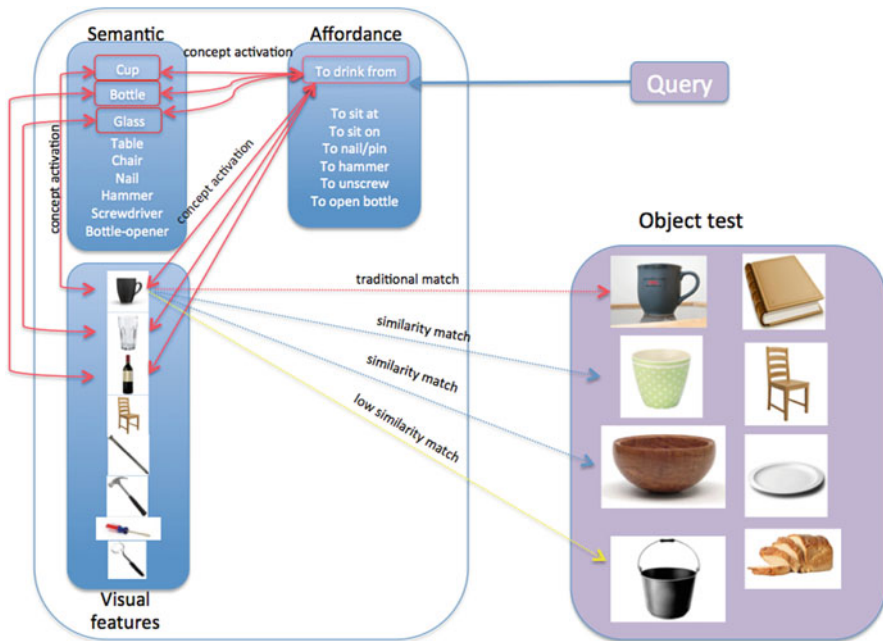 Semantic
Cup
Bottle
Glass
Table
Chair
Nail
Hammer
Screwdriver
Bottle-opener
concept activation
Affordance
To drink from
To sit at
To sit on
To nail/pin
To hammer
To unscrew
To open bottle
Query
concept activation
concept activation
Visual
features
traditional match
similarity match
similarity match
low similarity match
Object test